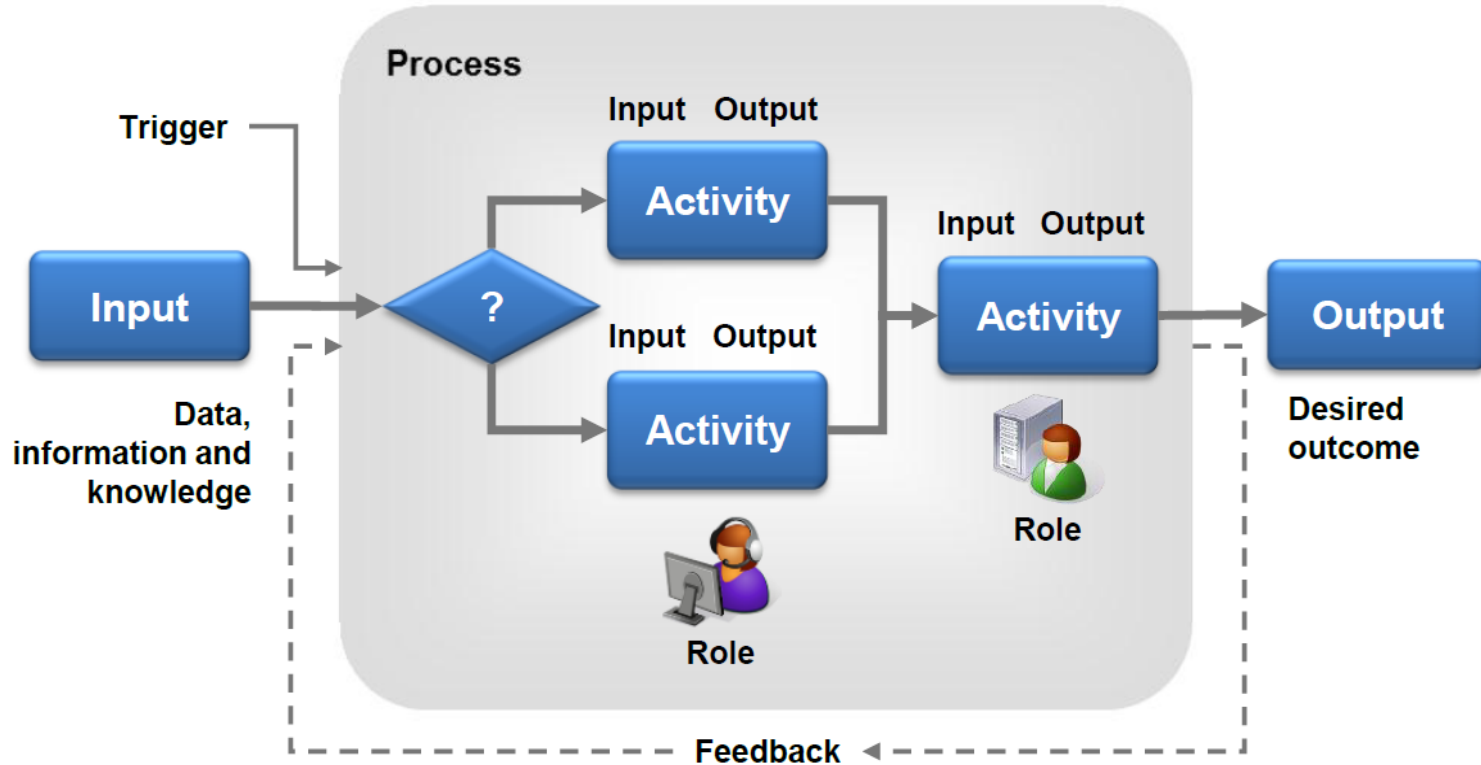 Process
Input Output
Trigger
Activity
Input Output
Input
?
Activity
Output
Input Output
Activity
Data,
information and
knowledge
Desired
outcome
Role
Role
Feedback